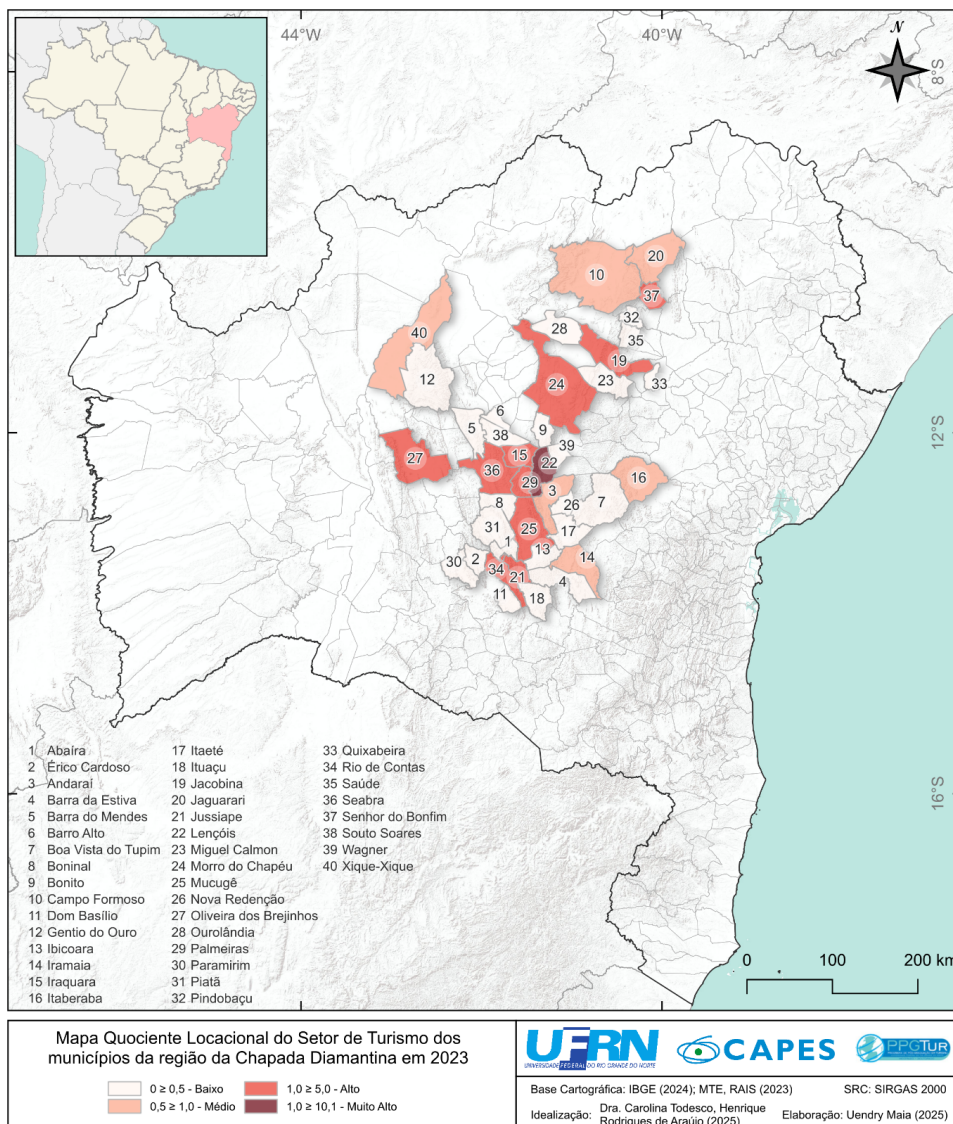 44°W
40°W
N
8°S
12°S
16°S
20
10
37
32
28
35
40
19
12
24
23
33
6
5
38
9
39
15
22
27
36
16
29
3
7
8
26
25
31
17
1
13
14
30
2
34
21
4
11
18
1 Abaíra
2 Érico Cardoso
3 Andaraí
4 Barra da Estiva
5 Barra do Mendes
6 Barro Alto
7 Boa Vista do Tupim
8 Boninal
9 Bonito
10 Campo Formoso
11 Dom Basílio
12 Gentio do Ouro
13 Ibicoara
14 Iramaia
15 Iraquara
16 Itaberaba
17 Itaeté
18 Ituaçu
19 Jacobina
20 Jaguarari
21 Jussiape
22 Lençóis
23 Miguel Calmon
24 Morro do Chapéu
25 Mucugê
26 Nova Redenção
27 Oliveira dos Brejinhos
28 Ourolândia
29 Palmeiras
30 Paramirim
31 Piatã
32 Pindobaçu
33 Quixabeira
34 Rio de Contas
35 Saúde
36 Seabra
37 Senhor do Bonfim
38 Souto Soares
39 Wagner
40 Xique-Xique
0 100 200 km
Mapa Quociente Locacional do Setor de Turismo dos
municípios da região da Chapada Diamantina em 2023
0 ≥ 0,5 - Baixo
0,5 ≥ 1,0 - Médio
1,0 ≥ 5,0 - Alto
1,0 ≥ 10,1 - Muito Alto
UFRN
UNIVERSIDADE FEDERAL DO RIO GRANDE DO NORTE
CAPES
PPGTUR
Base Cartográfica: IBGE (2024); MTE, RAIS (2023) SRC: SIRGAS 2000
Idealização: Dra. Carolina Todesco, Henrique
Rodrigues de Araújo (2025)
Elaboração: Uendry Maia (2025)